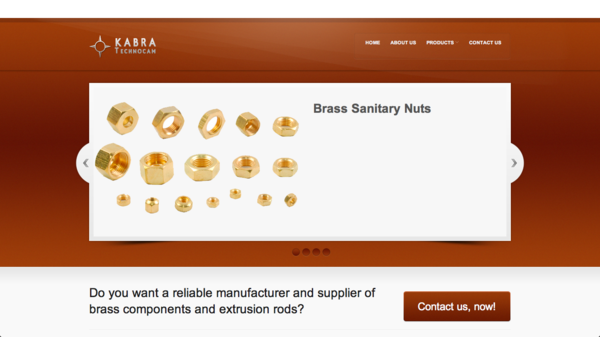 KABRA
TECHNOCAM
HOME ABOUT US PRODUCTS CONTACT US
Brass Sanitary Nuts
Do you want a reliable manufacturer and supplier of
brass components and extrusion rods?
Contact us, now!